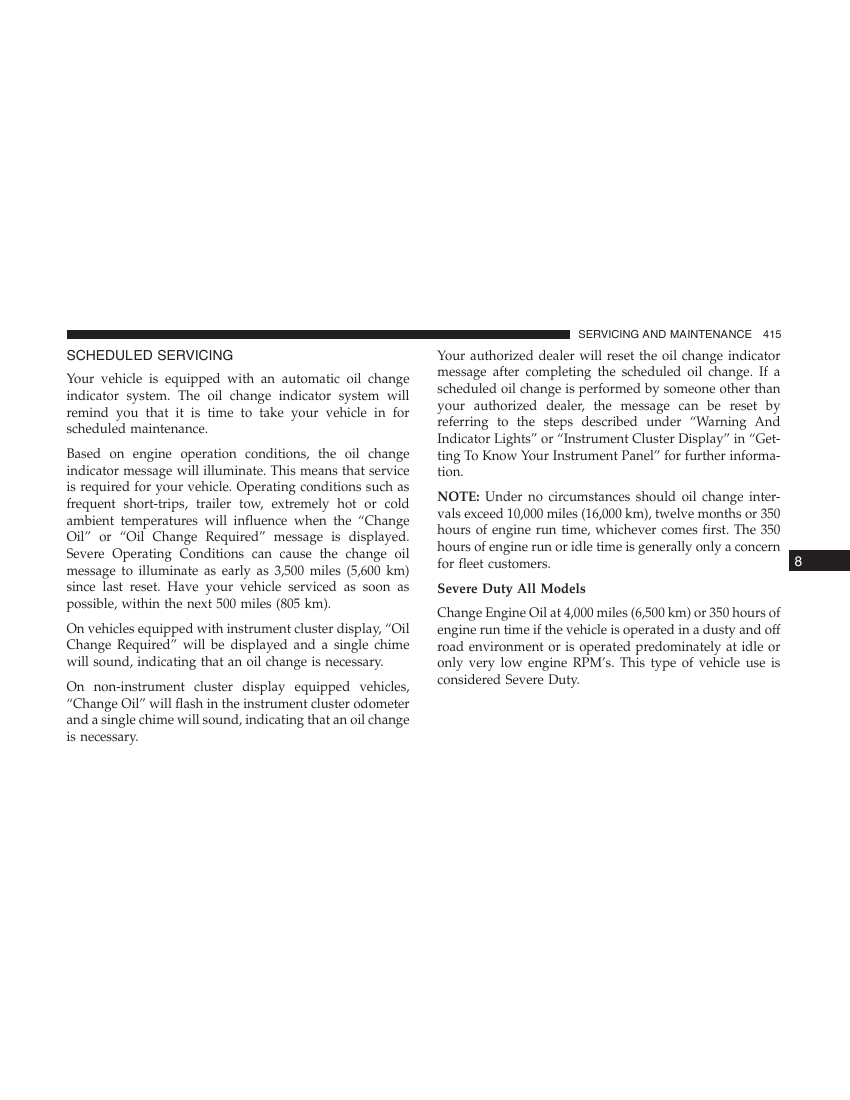 SERVICING AND MAINTENANCE 415
SCHEDULED SERVICING
Your vehicle is equipped with an automatic oil change
indicator system. The oil change indicator system will
remind you that it is time to take your vehicle in for
scheduled maintenance.
Based on engine operation conditions, the oil change
indicator message will illuminate. This means that service
is required for your vehicle. Operating conditions such as
frequent short-trips, trailer tow, extremely hot or cold
ambient temperatures will influence when the “Change
Oil” or “Oil Change Required” message is displayed.
Severe Operating Conditions can cause the change oil
message to illuminate as early as 3,500 miles (5,600 km)
since last reset. Have your vehicle serviced as soon as
possible, within the next 500 miles (805 km).
On vehicles equipped with instrument cluster display, “Oil
Change Required” will be displayed and a single chime
will sound, indicating that an oil change is necessary.
On non-instrument cluster display equipped vehicles,
“Change Oil” will flash in the instrument cluster odometer
and a single chime will sound, indicating that an oil change
is necessary.
Your authorized dealer will reset the oil change indicator
message after completing the scheduled oil change. If a
scheduled oil change is performed by someone other than
your authorized dealer, the message can be reset by
referring to the steps described under “Warning And
Indicator Lights” or “Instrument Cluster Display” in “Get-
ting To Know Your Instrument Panel” for further informa-
tion.
NOTE: Under no circumstances should oil change inter-
vals exceed 10,000 miles (16,000 km), twelve months or 350
hours of engine run time, whichever comes first. The 350
hours of engine run or idle time is generally only a concern
for fleet customers.
Severe Duty All Models
Change Engine Oil at 4,000 miles (6,500 km) or 350 hours of
engine run time if the vehicle is operated in a dusty and off
road environment or is operated predominately at idle or
only very low engine RPM’s. This type of vehicle use is
considered Severe Duty.
8